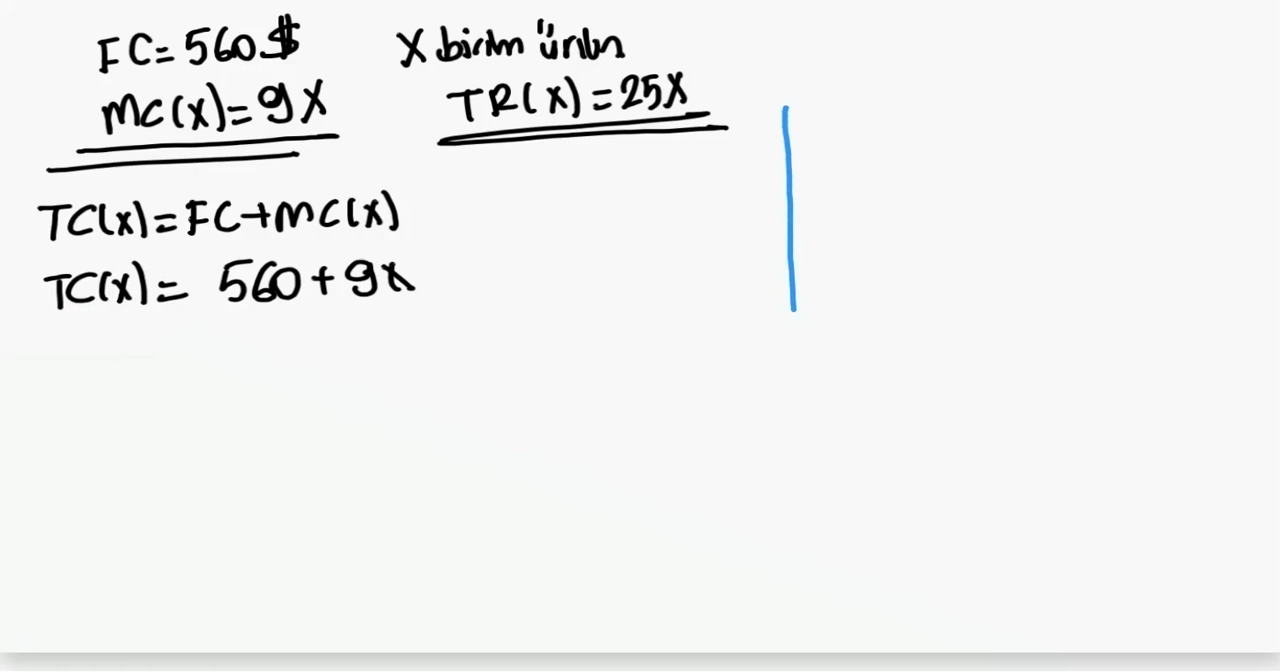 FC=560$
X birim ürün
MC(X)=9X
TR(X)=25X
TC(X)=FC+MC(X)
TC(X)= 560+9X